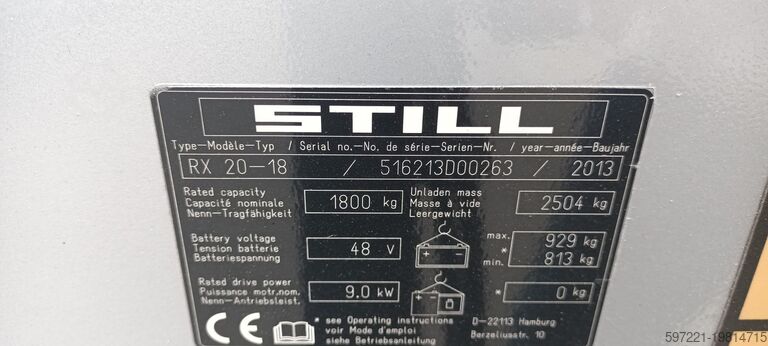 STILL
Type-Modèle-Typ / Serial no.-No. de série-Serien-Nr. / year-année-Baujahr
RX 20-18 / 516213D00263 / 2013
Rated capacity
Capacité nominale
Nenn-Tragfähigkeit
1800 kg
Unladen mass
Masse à vide
Leergewicht
2504 kg
Battery voltage
Tension batterie
Batteriespannung
48 V
+ -
max. 929 kg
*
min. 813 kg
Rated drive power
Puissance motr.nom.
Nenn-Antriebsleist.
9.0 kW
+ -
* 0 kg
CE
* see Operating instructions
voir Mode d'emploi
siehe Betriebsanleitung
D-22113 Hamburg
Berzeliusstr. 10
597221-19814715